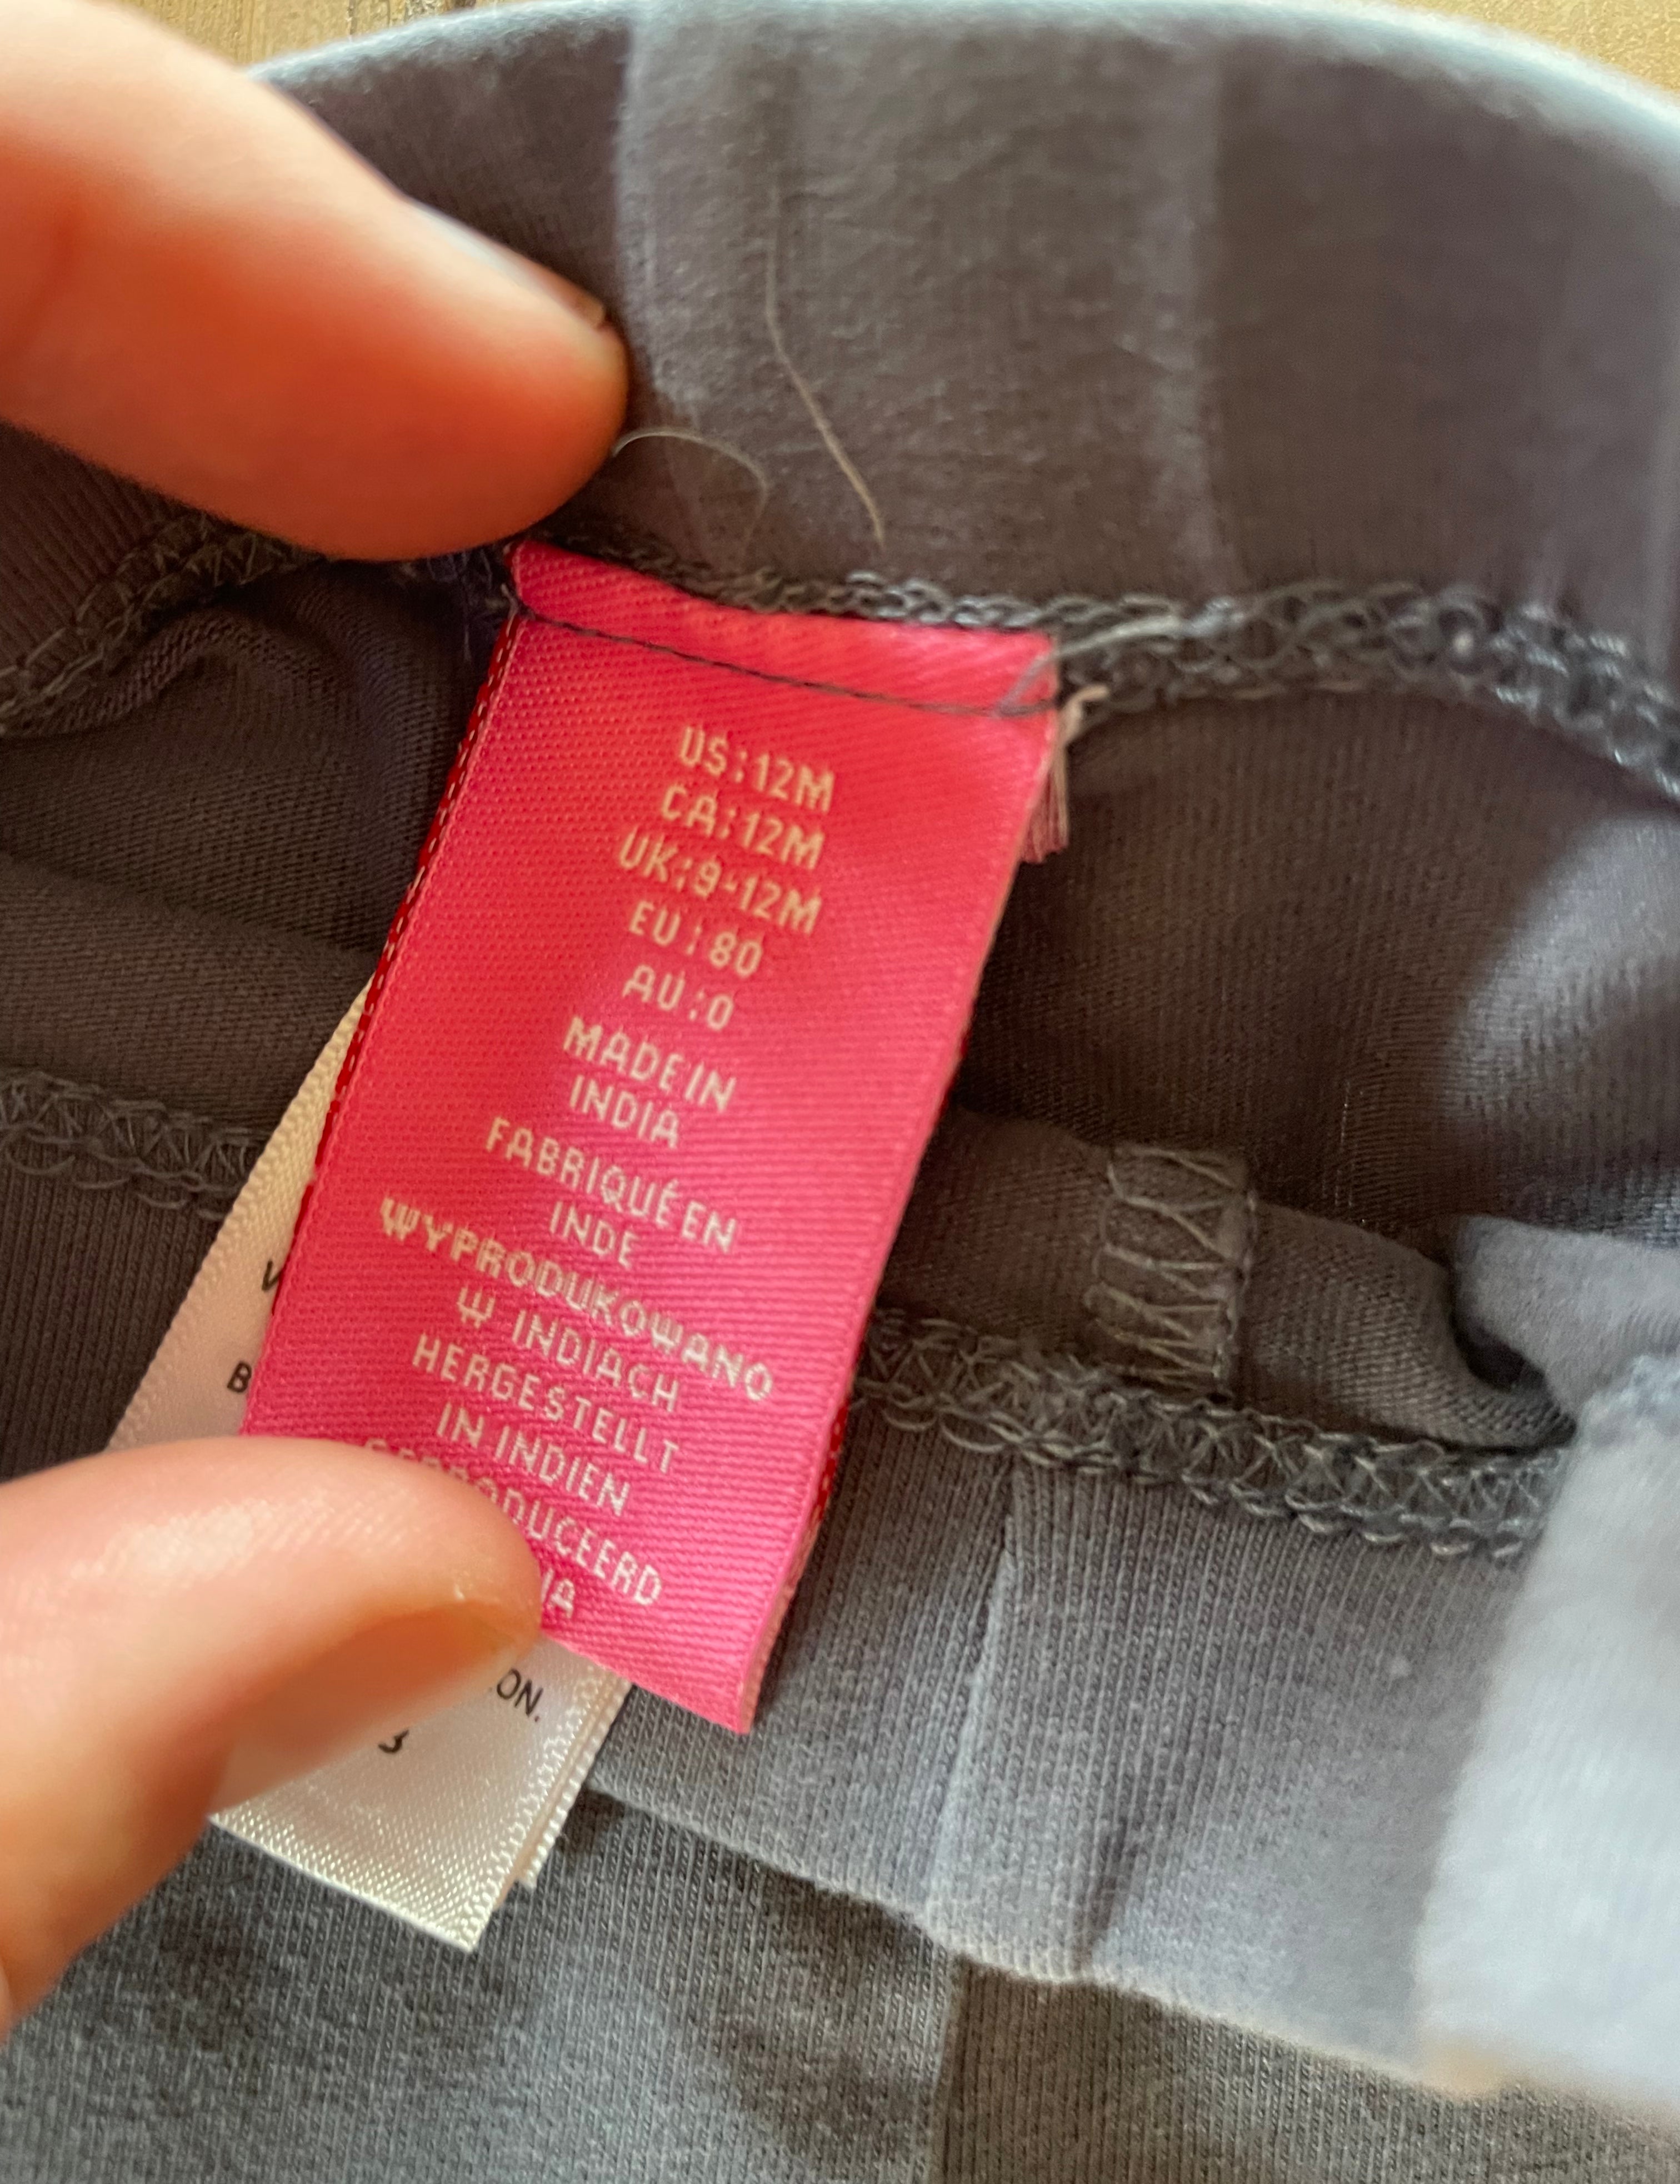 US:12M
CA:12M
UK:9-12M
EU:80
AU:0
MADE IN
INDIA
FABRIQUÉ EN
INDE
WYPRODUKOWANO
W INDIACH
HERGESTELLT
IN INDIEN